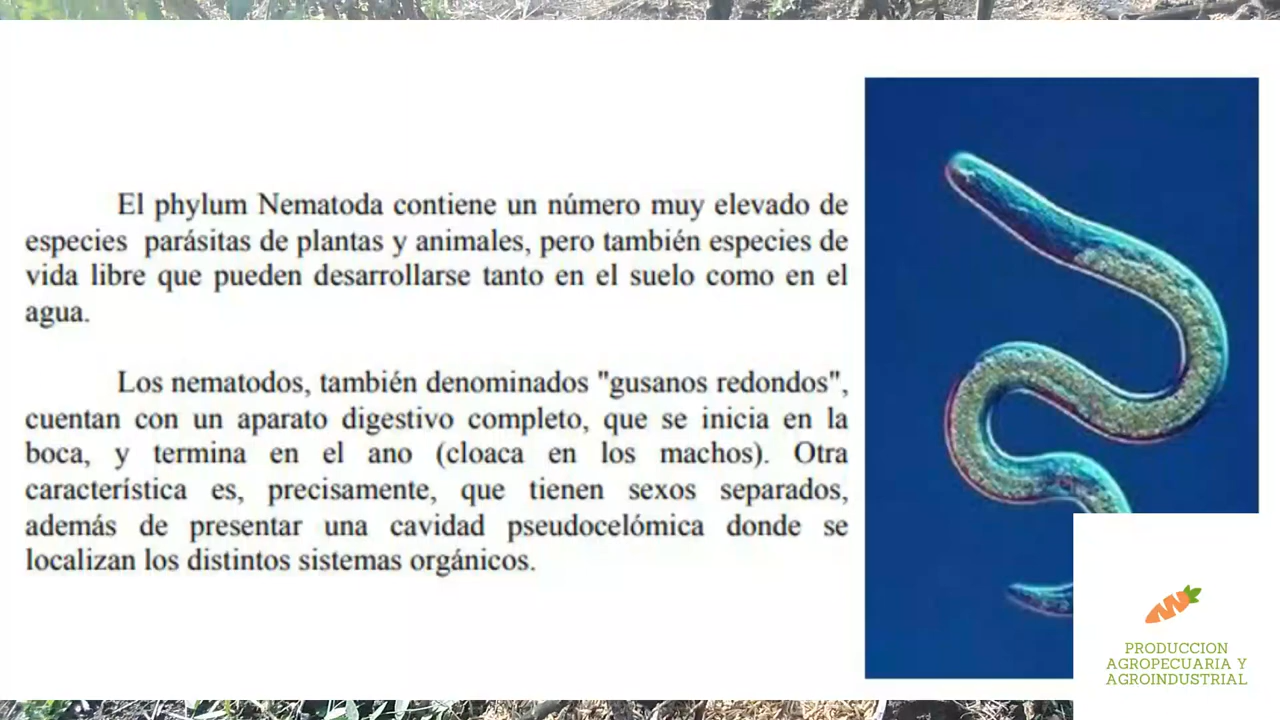 El phylum Nematoda contiene un número muy elevado de
especies parásitas de plantas y animales, pero también especies de
vida libre que pueden desarrollarse tanto en el suelo como en el
agua.
Los nematodos, también denominados "gusanos redondos",
cuentan con un aparato digestivo completo, que se inicia en la
boca, y termina en el ano (cloaca en los machos). Otra
característica es, precisamente, que tienen sexos separados,
además de presentar una cavidad pseudocelómica donde se
localizan los distintos sistemas orgánicos.
PRODUCCION
AGROPECUARIA Y
AGROINDUSTRIAL